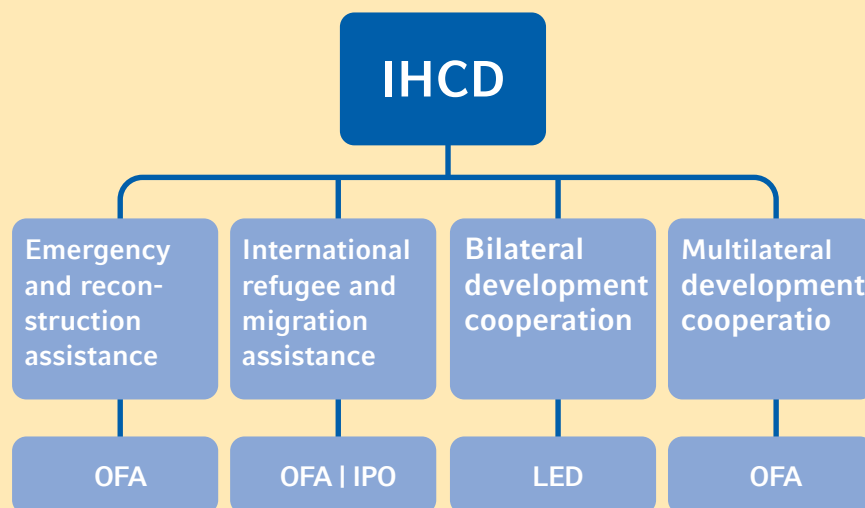 IHCD
Emergency
and recon-
struction
assistance
International
refugee and
migration
assistance
Bilateral
development
cooperation
Multilateral
development
cooperatio
OFA
OFA | IPO
LED
OFA